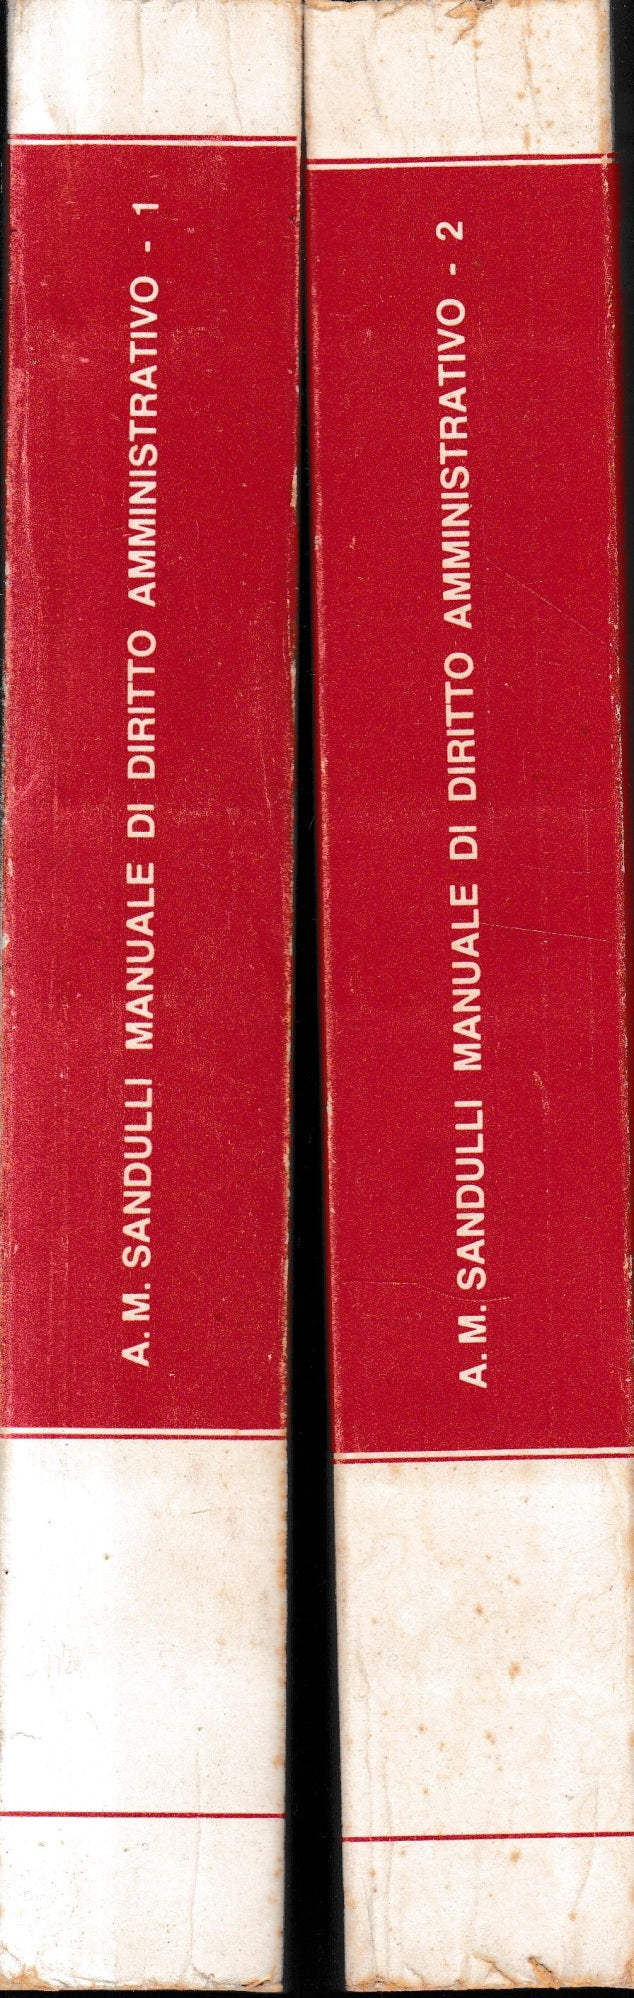 A. M. SANDULLI MANUALE DI DIRITTO AMMINISTRATIVO - 1
A. M. SANDULLI MANUALE DI DIRITTO AMMINISTRATIVO - 2